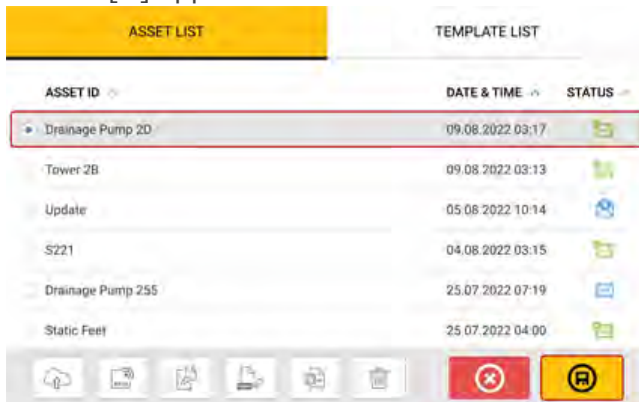 ASSET LIST
TEMPLATE LIST
ASSET ID
DATE & TIME
STATUS
Drainage Pump 2D
09.08.2022 03:17
Tower 2B
09.08.2022 03:13
Update
05.08.2022 10:14
S221
04.08.2022 03:15
Drainage Pump 255
25.07.2022 07:19
Static Feet
25.07.2022 04:00